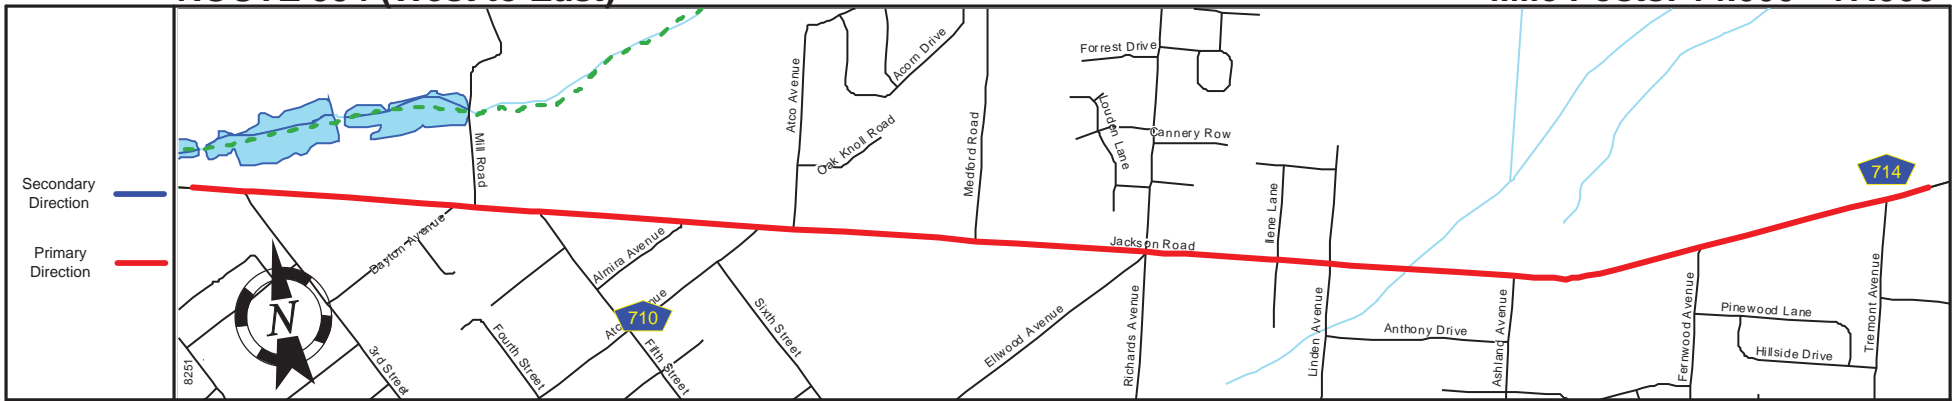 Secondary
Direction
Primary
Direction
Mill Road
Atco Avenue
Acorn Drive
Oak Knoll Road
Medford Road
Forrest Drive
Louden Lane
Cannery Row
Ilene Lane
Jackson Road
714
Dayton Avenue
Almira Avenue
710
N
8251
3rd Street
Fourth Street
Fifth Street
Sixth Street
Ellwood Avenue
Richards Avenue
Linden Avenue
Anthony Drive
Ashland Avenue
Fernwood Avenue
Pinewood Lane
Hillside Drive
Tremont Avenue